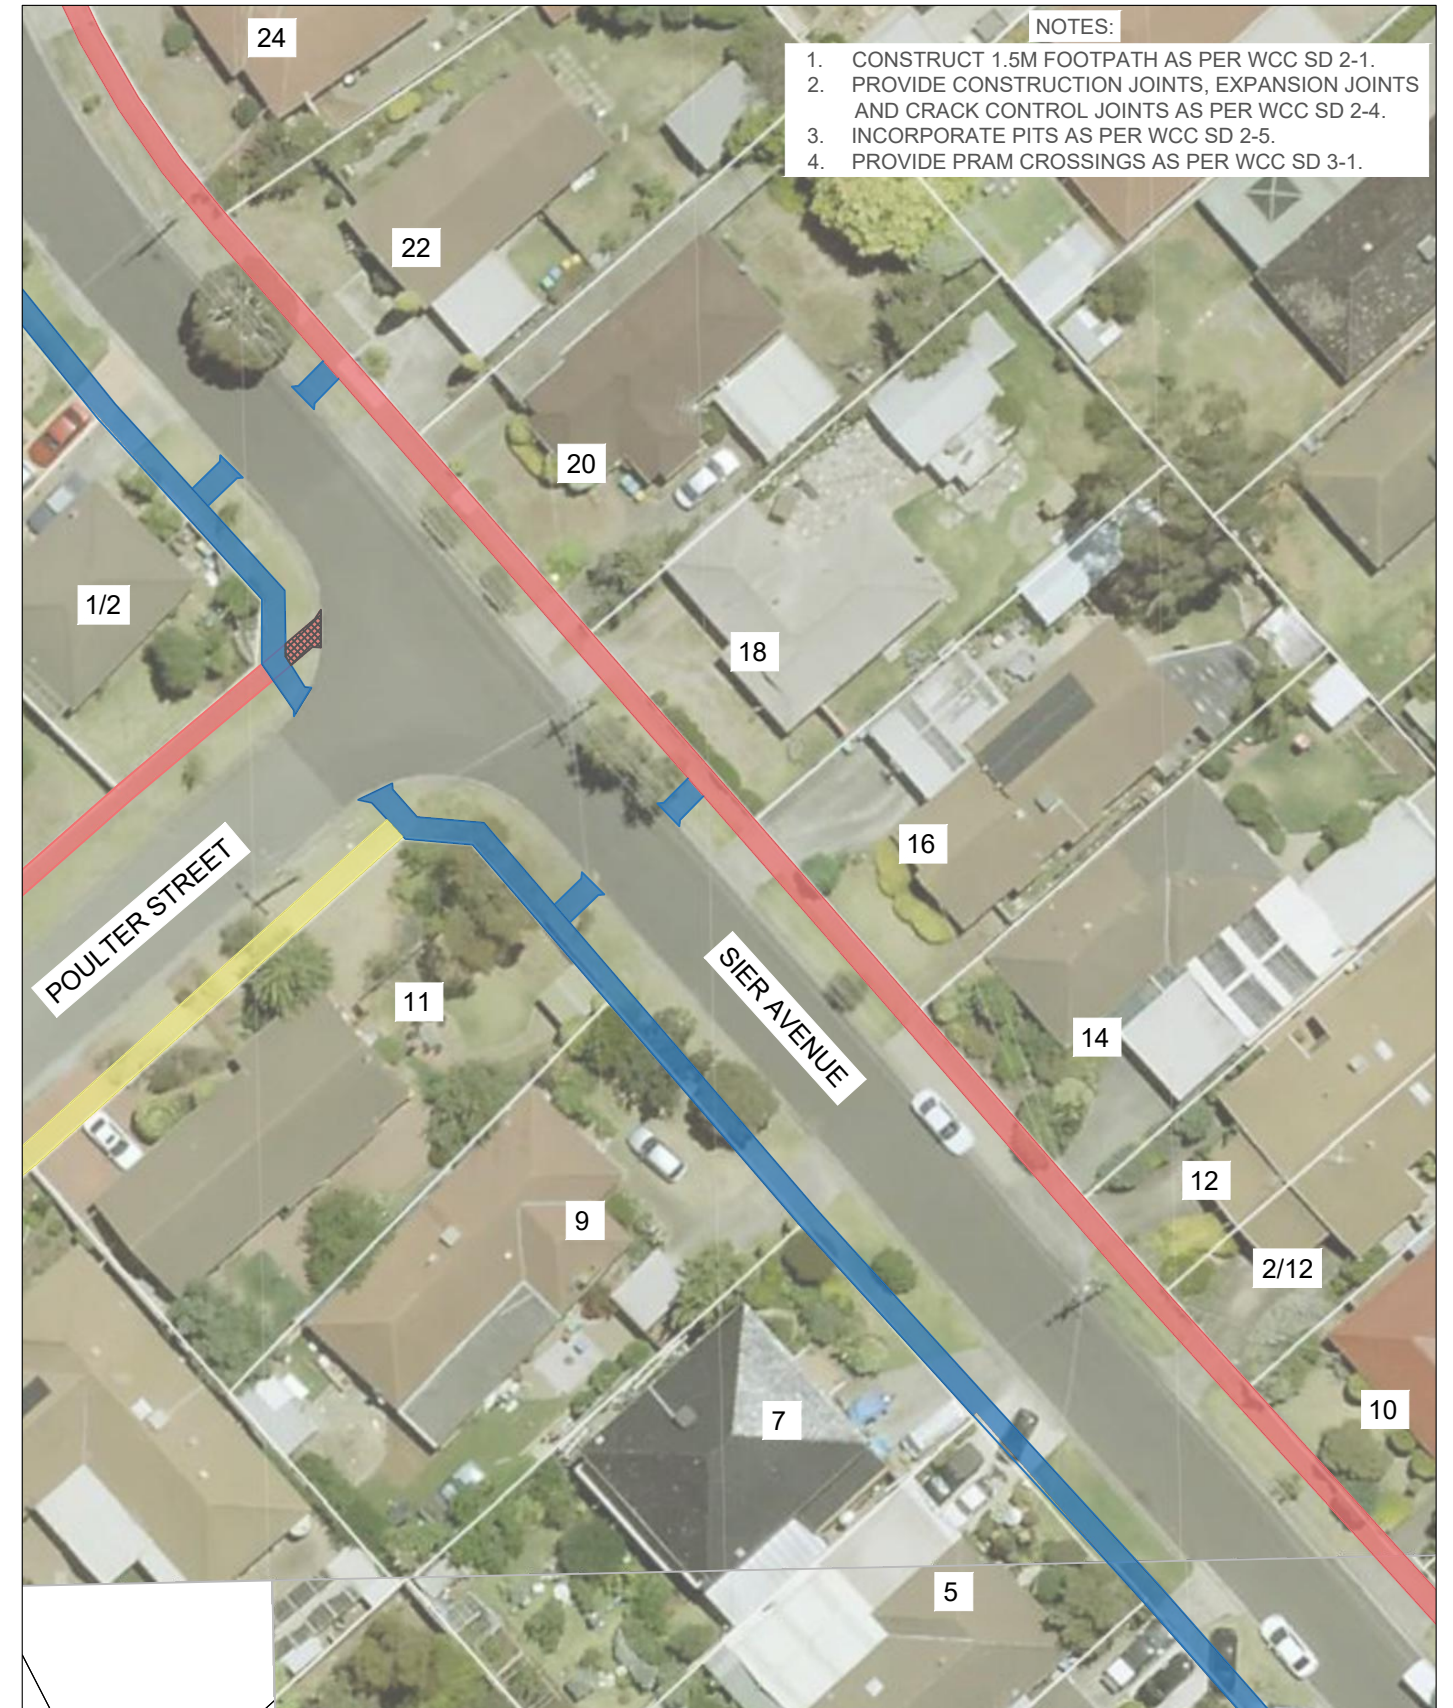 24
NOTES:
1. CONSTRUCT 1.5M FOOTPATH AS PER WCC SD 2-1.
2. PROVIDE CONSTRUCTION JOINTS, EXPANSION JOINTS
AND CRACK CONTROL JOINTS AS PER WCC SD 2-4.
3. INCORPORATE PITS AS PER WCC SD 2-5.
4. PROVIDE PRAM CROSSINGS AS PER WCC SD 3-1.
22
20
1/2
18
16
POULTER STREET
11
SIER AVENUE
14
12
9
2/12
7
10
5